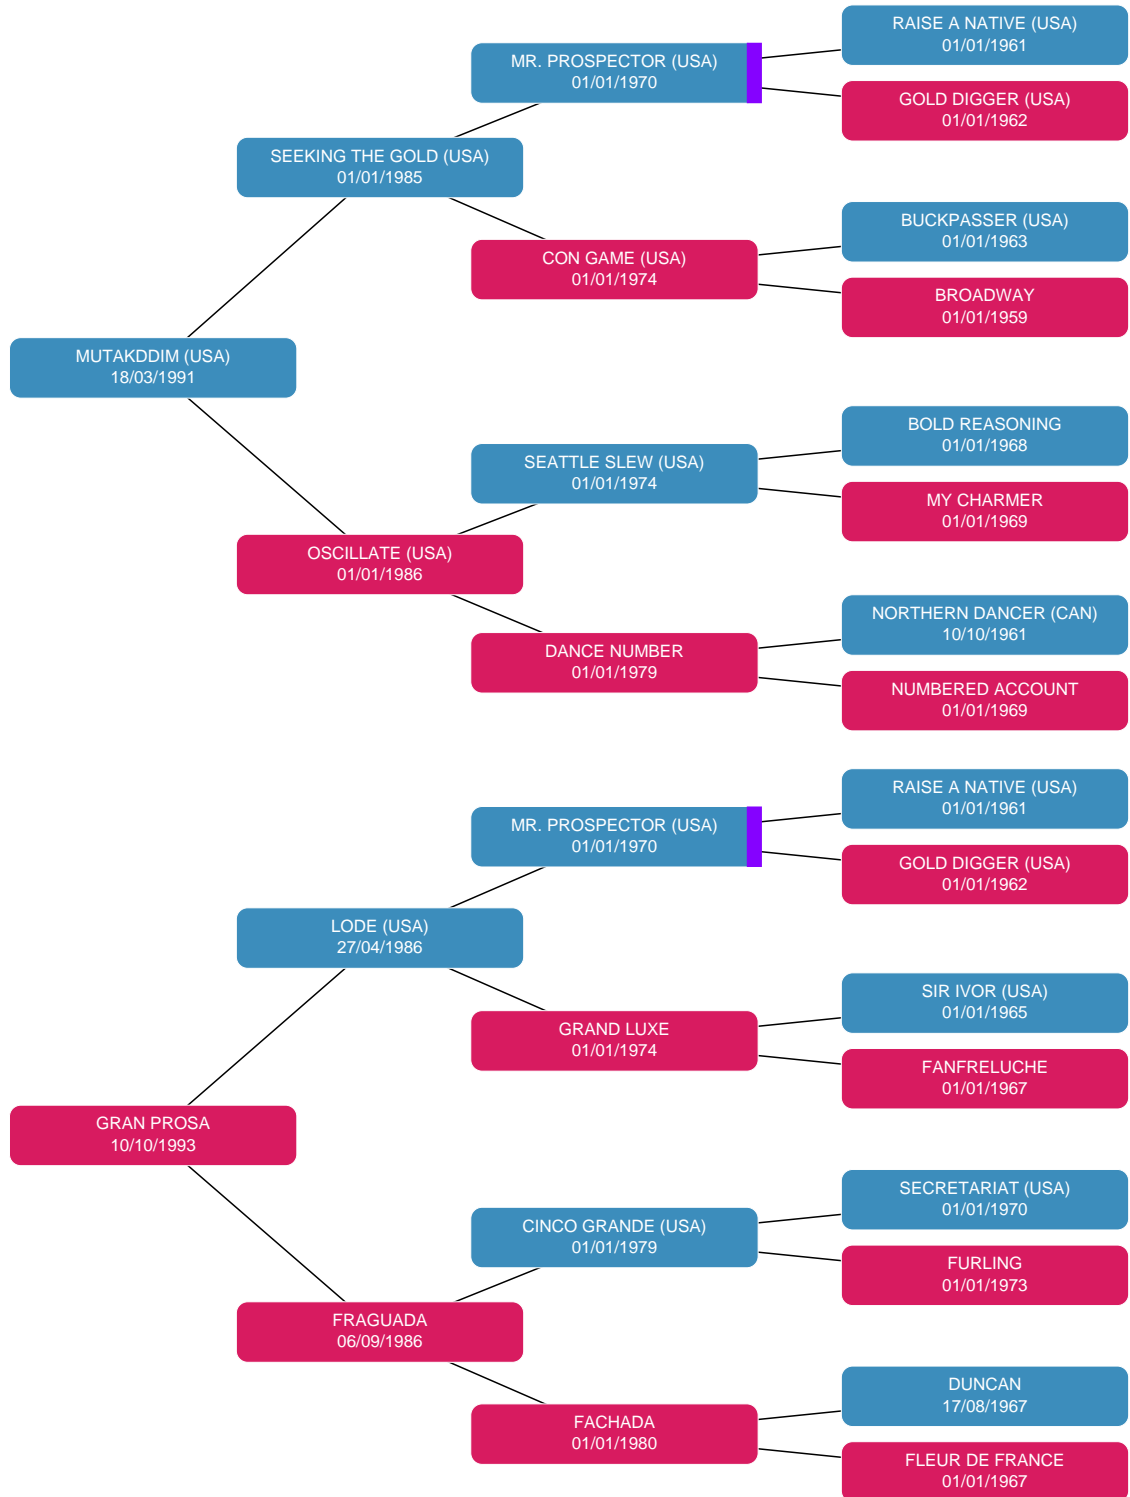 RAISE A NATIVE (USA)
01/01/1961
MR. PROSPECTOR (USA)
01/01/1970
GOLD DIGGER (USA)
01/01/1962
SEEKING THE GOLD (USA)
01/01/1985
BUCKPASSER (USA)
01/01/1963
CON GAME (USA)
01/01/1974
BROADWAY
01/01/1959
MUTAKDDIM (USA)
18/03/1991
BOLD REASONING
01/01/1968
SEATTLE SLEW (USA)
01/01/1974
MY CHARMER
01/01/1969
OSCILLATE (USA)
01/01/1986
NORTHERN DANCER (CAN)
10/10/1961
DANCE NUMBER
01/01/1979
NUMBERED ACCOUNT
01/01/1969
RAISE A NATIVE (USA)
01/01/1961
MR. PROSPECTOR (USA)
01/01/1970
GOLD DIGGER (USA)
01/01/1962
LODE (USA)
27/04/1986
SIR IVOR (USA)
01/01/1965
GRAND LUXE
01/01/1974
FANFRELUCHE
01/01/1967
GRAN PROSA
10/10/1993
SECRETARIAT (USA)
01/01/1970
CINCO GRANDE (USA)
01/01/1979
FURLING
01/01/1973
FRAGUADA
06/09/1986
DUNCAN
17/08/1967
FACHADA
01/01/1980
FLEUR DE FRANCE
01/01/1967